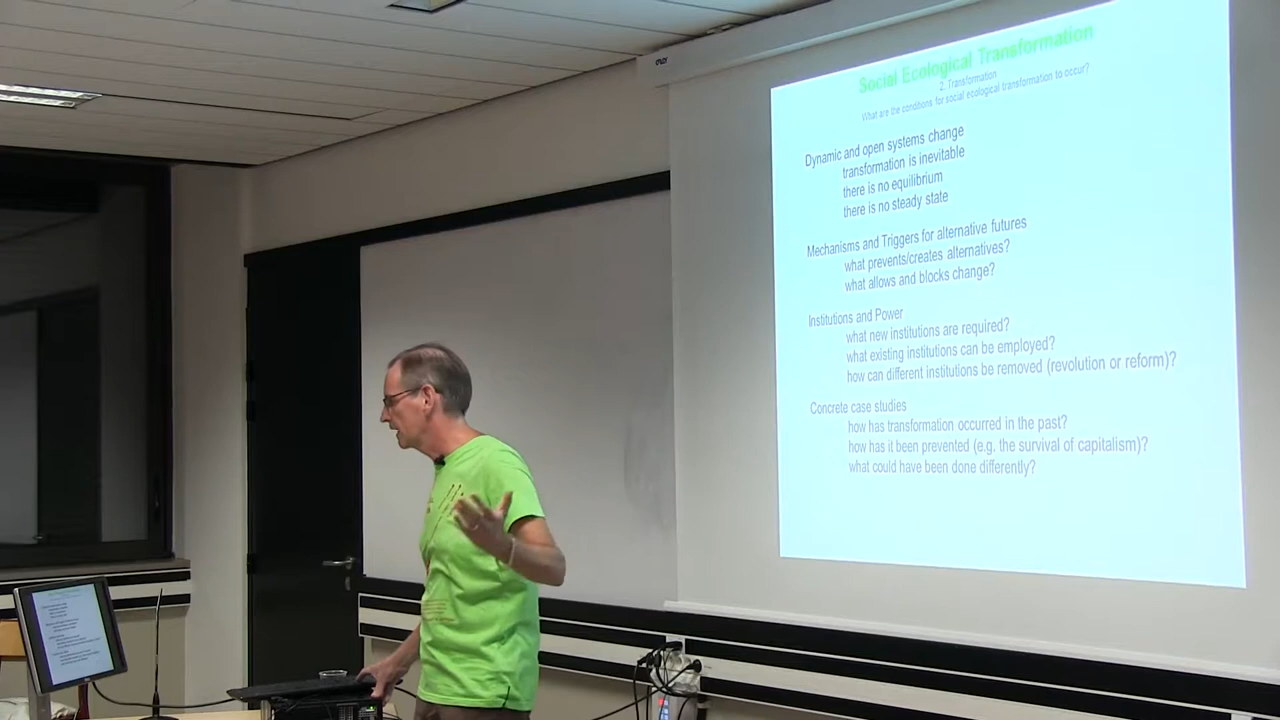 Social Ecological Transformation
2. Transformation
What are the conditions for social ecological transformation to occur?
Dynamic and open systems change
transformation is inevitable
there is no equilibrium
there is no steady state
Mechanisms and Triggers for alternative futures
what prevents/creates alternatives?
what allows and blocks change?
Institutions and Power
what new institutions are required?
what existing institutions can be employed?
how can different institutions be removed (revolution or reform)?
Concrete case studies
how has transformation occurred in the past?
how has it been prevented (e.g. the survival of capitalism)?
what could have been done differently?